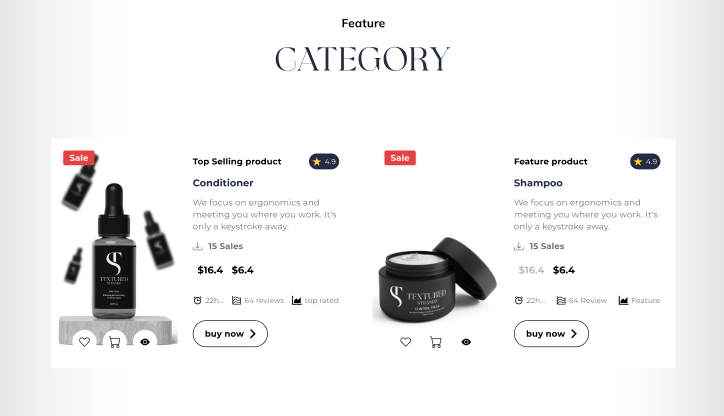 Feature
CATEGORY
Sale
Top Selling product
4.9
Conditioner
We focus on ergonomics and
meeting you where you work. It's
only a keystroke away.
15 Sales
$16.4 $6.4
22h... 64 reviews top rated
buy now
TEXTURED
STRANDZ
Sale
Feature product
4.9
Shampoo
We focus on ergonomics and
meeting you where you work. It's
only a keystroke away.
15 Sales
$16.4 $6.4
22h... 64 Review Feature
buy now
TEXTURED
STRANDZ